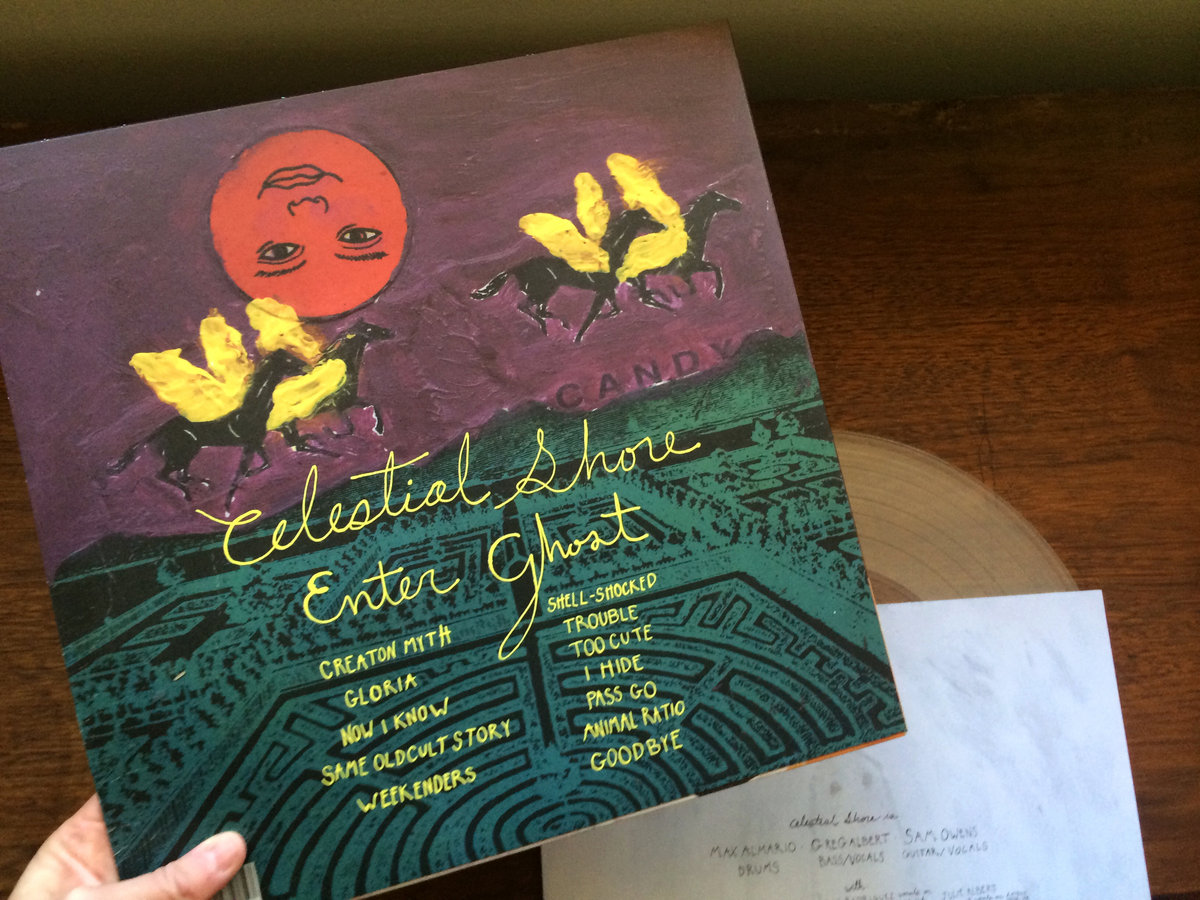 CANDY
Celestial Shore
Enter Ghost
CREATON MYTH
GLORIA
NOW I KNOW
SAME OLD CULT STORY
WEEKENDERS
SHELL-SHOCKED
TROUBLE
TOO CUTE
I HIDE
PASS GO
ANIMAL RATIO
GOODBYE
Celestial Shore is
MAX ALMARIO GREG ALBERT SAM OWENS
DRUMS BASS/VOCALS GUITAR/VOCALS
with
JULIE ALBERT